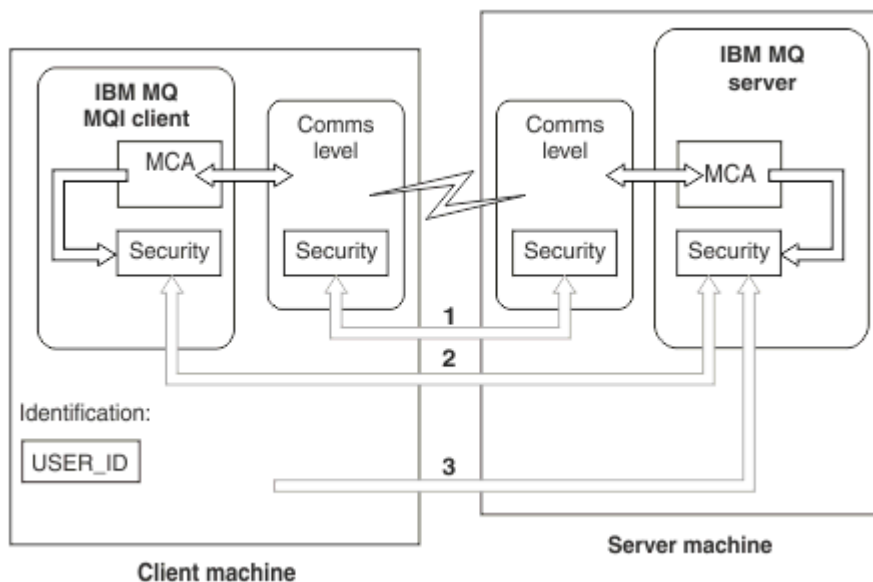 IBM MQ
MQI client
MCA
Security
Comms
level
Security
Comms
level
Security
IBM MQ
server
MCA
Security
1
2
3
Identification:
USER_ID
Client machine
Server machine